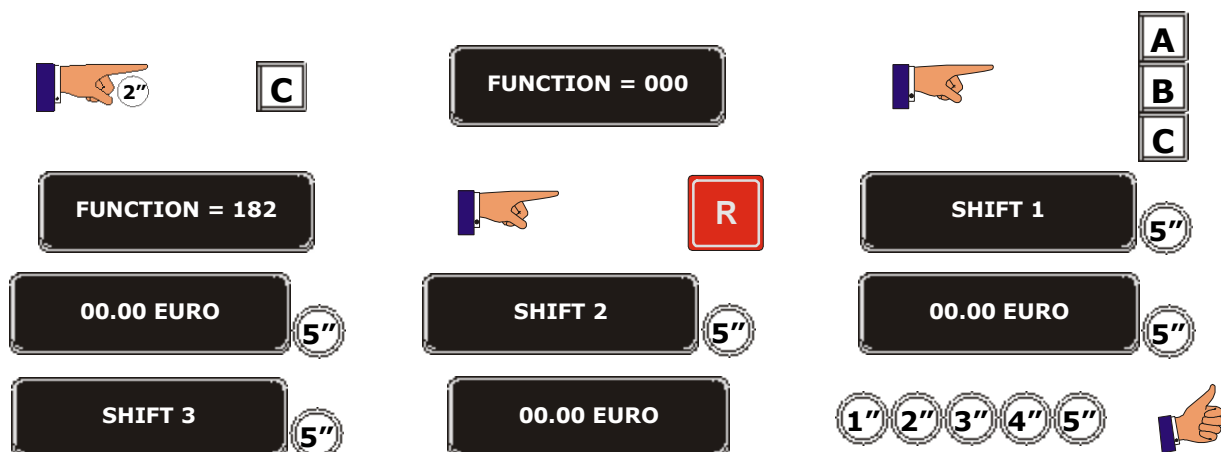 2”
C
FUNCTION = 000
A
B
C
FUNCTION = 182
R
SHIFT 1
5”
00.00 EURO
5”
SHIFT 2
5”
00.00 EURO
5”
SHIFT 3
5”
00.00 EURO
1” 2” 3” 4” 5”